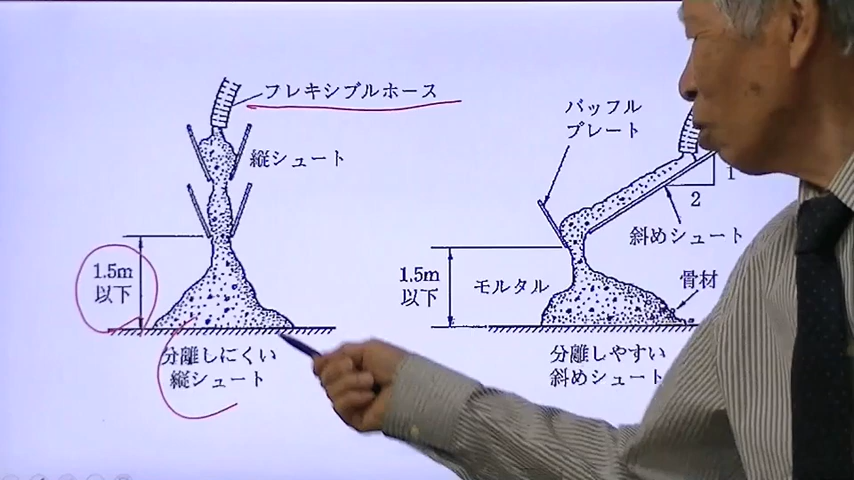 フレキシブルホース
縦シュート
1.5m
以下
分離しにくい
縦シュート
バッフル
プレート
1
2
斜めシュート
1.5m
以下
モルタル
骨材
分離しやすい
斜めシュート